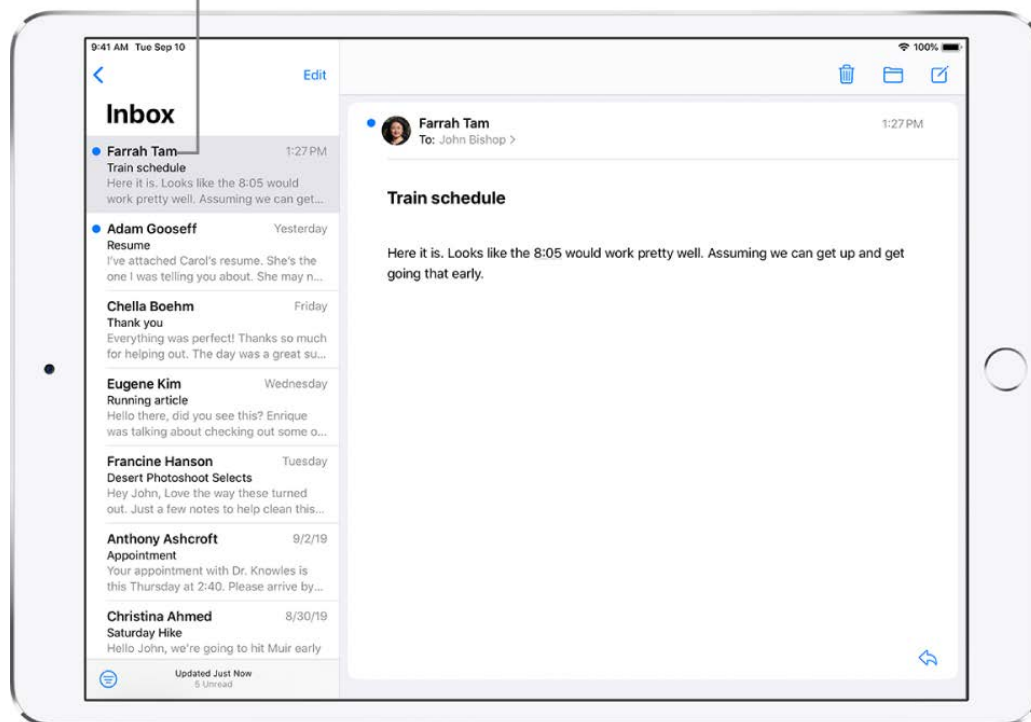 9:41 AM Tue Sep 10
100%
Edit
Inbox
Farrah Tam 1:27 PM
Train schedule
Here it is. Looks like the 8:05 would
work pretty well. Assuming we can get...
Adam Gooseff Yesterday
Resume
I've attached Carol's resume. She's the
one I was telling you about. She may n...
Chella Boehm Friday
Thank you
Everything was perfect! Thanks so much
for helping out. The day was a great su...
Eugene Kim Wednesday
Running article
Hello there, did you see this? Enrique
was talking about checking out some o...
Francine Hanson Tuesday
Desert Photoshoot Selects
Hey John, Love the way these turned
out. Just a few notes to help clean this...
Anthony Ashcroft 9/2/19
Appointment
Your appointment with Dr. Knowles is
this Thursday at 2:40. Please arrive by...
Christina Ahmed 8/30/19
Saturday Hike
Hello John, we're going to hit Muir early
Updated Just Now
5 Unread
Farrah Tam 1:27 PM
To: John Bishop >
Train schedule
Here it is. Looks like the 8:05 would work pretty well. Assuming we can get up and get
going that early.